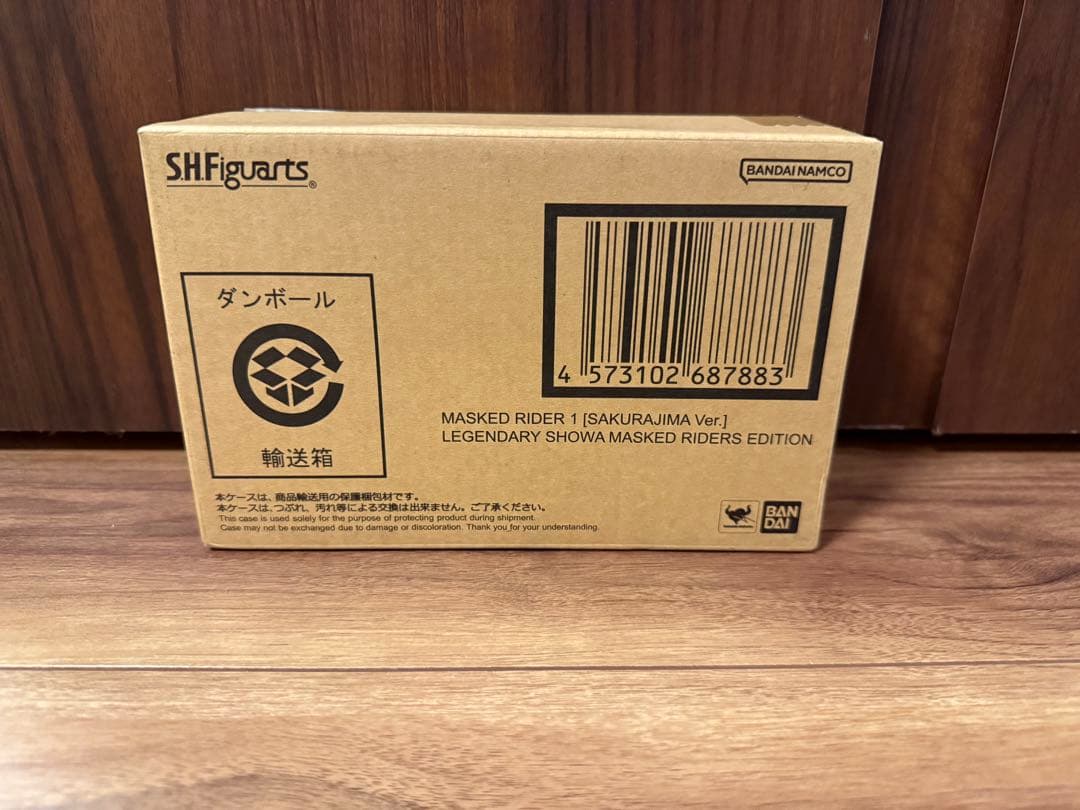 S.H.Figuarts®
BANDAI NAMCO
ダンボール
輸送箱
4 573102 687883
MASKED RIDER 1 [SAKURAJIMA Ver.]
LEGENDARY SHOWA MASKED RIDERS EDITION
本ケースは、商品輸送用の保護梱包材です。
本ケースは、つぶれ、汚れ等による交換は出来ません。ご了承ください。
This case is used solely for the purpose of protecting product during shipment.
Case may not be exchanged due to damage or discoloration. Thank you for your understanding.
BAN
DAI